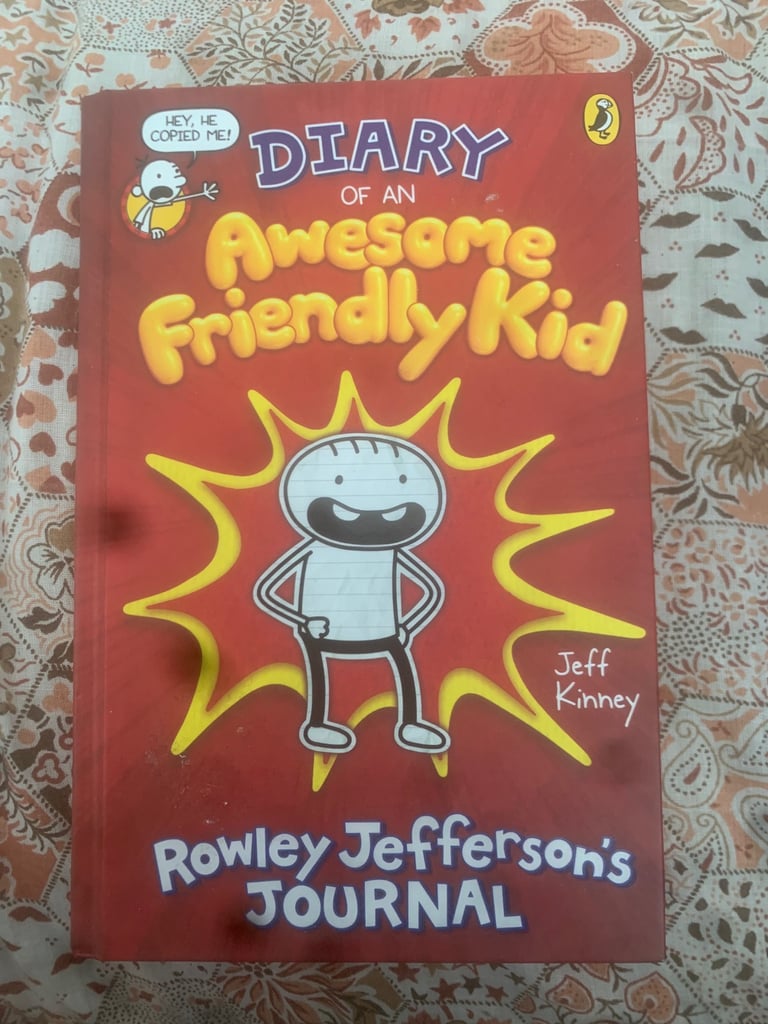 HEY, HE
COPIED ME!
DIARY
OF AN
Awesome
Friendly Kid
Jeff
Kinney
Rowley Jefferson's
JOURNAL